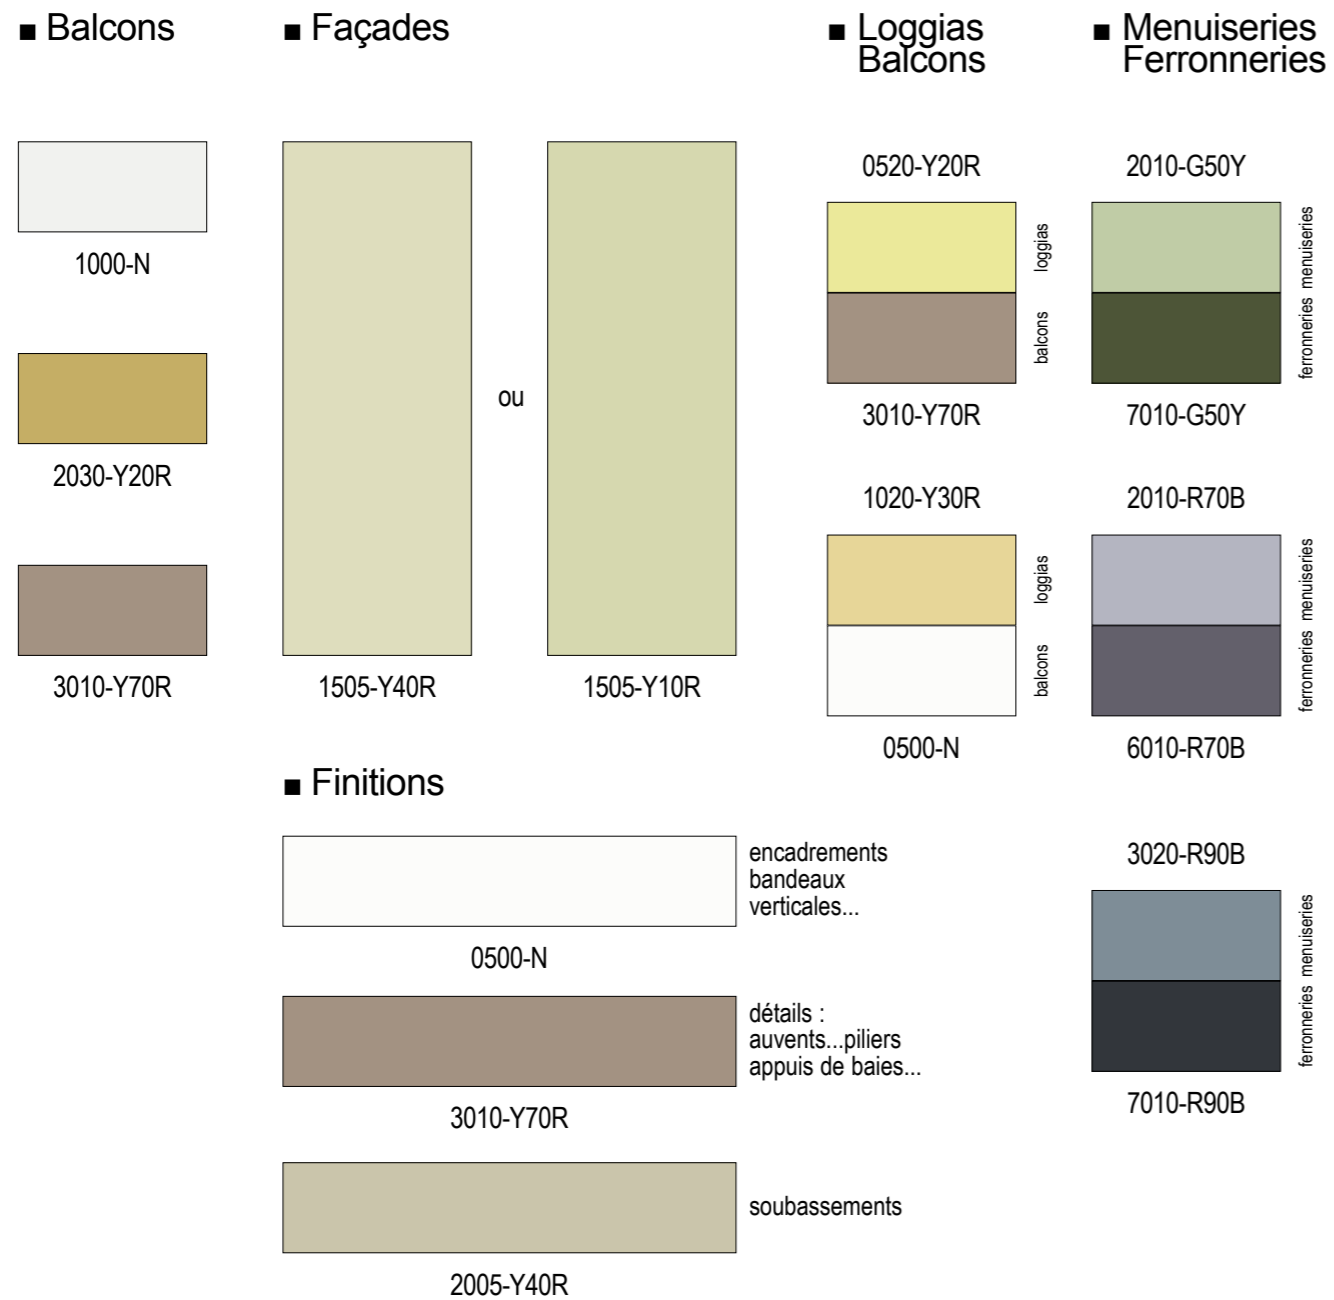 ■ Balcons
1000-N
2030-Y20R
3010-Y70R
■ Façades
ou
1505-Y40R
1505-Y10R
■ Finitions
encadrements
bandeaux
verticales...
0500-N
détails :
auvents...piliers
appuis de baies...
3010-Y70R
soubassements
2005-Y40R
■ Loggias
Balcons
0520-Y20R
loggias
balcons
3010-Y70R
1020-Y30R
loggias
balcons
0500-N
■ Menuiseries
Ferronneries
2010-G50Y
menuiseries
ferronneries
7010-G50Y
2010-R70B
menuiseries
ferronneries
6010-R70B
3020-R90B
menuiseries
ferronneries
7010-R90B